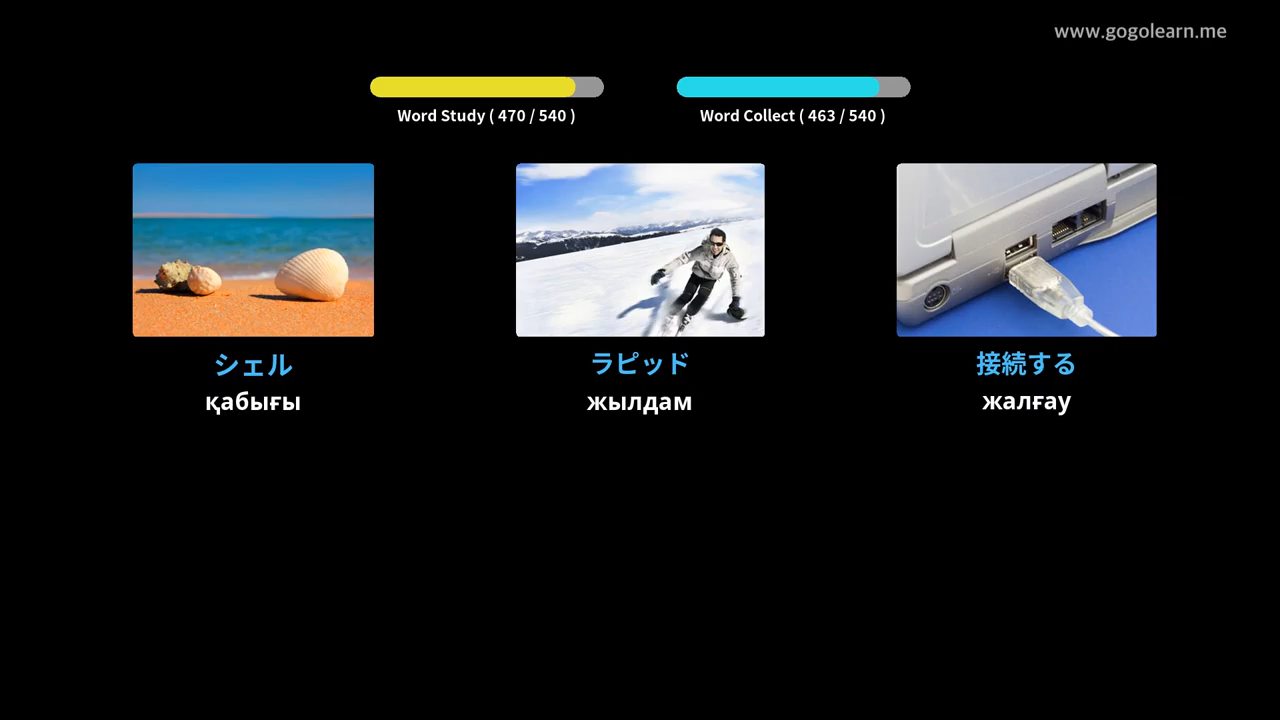 www.gogolearn.me
Word Study ( 470 / 540 )
Word Collect ( 463 / 540 )
シェル
қабығы
ラピッド
жылдам
接続する
жалғау